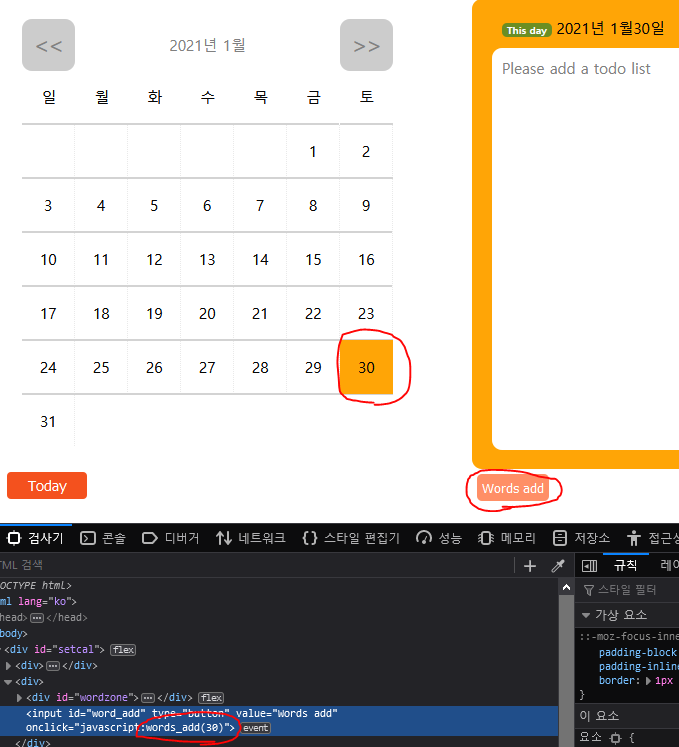 <<
2021년 1월
>>
일 월 화 수 목 금 토
1 2
3 4 5 6 7 8 9
10 11 12 13 14 15 16
17 18 19 20 21 22 23
24 25 26 27 28 29 30
31
Today
This day 2021년 1월30일
Please add a todo list
Words add
검사기 콘솔 디버거 네트워크 {} 스타일 편집기 성능 메모리 저장소 접근성
TML 검색
OCTYPE html>
ml lang="ko">
head>···</head>
body>
<div id="setcal"> flex
<div>···</div>
<div>
<div id="wordzone">···</div> flex
<input id="word_add" type="button" value="Words add"
onclick="javascript:words_add(30)"> event
</div>
규칙 레이
스타일 필터
가상 요소
::-moz-focus-inne
padding-block
padding-inline
border: 1px
}
이 요소
요소 {